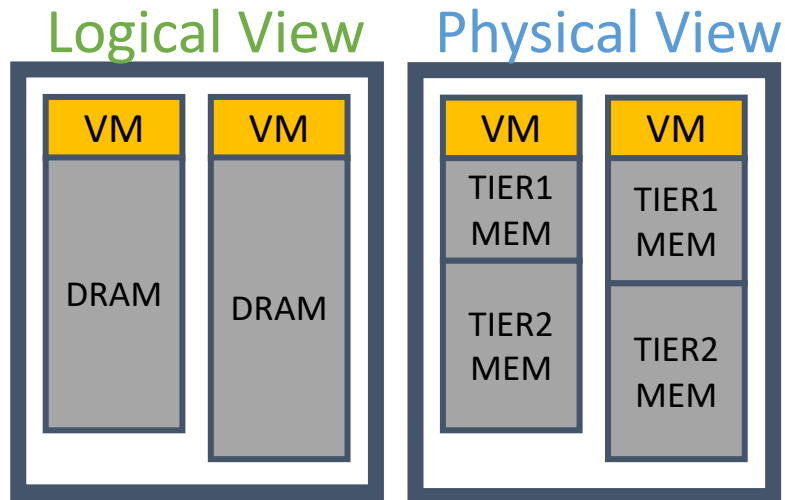 Logical View
VM
DRAM
VM
DRAM
Physical View
VM
TIER1
MEM
TIER2
MEM
VM
TIER1
MEM
TIER2
MEM